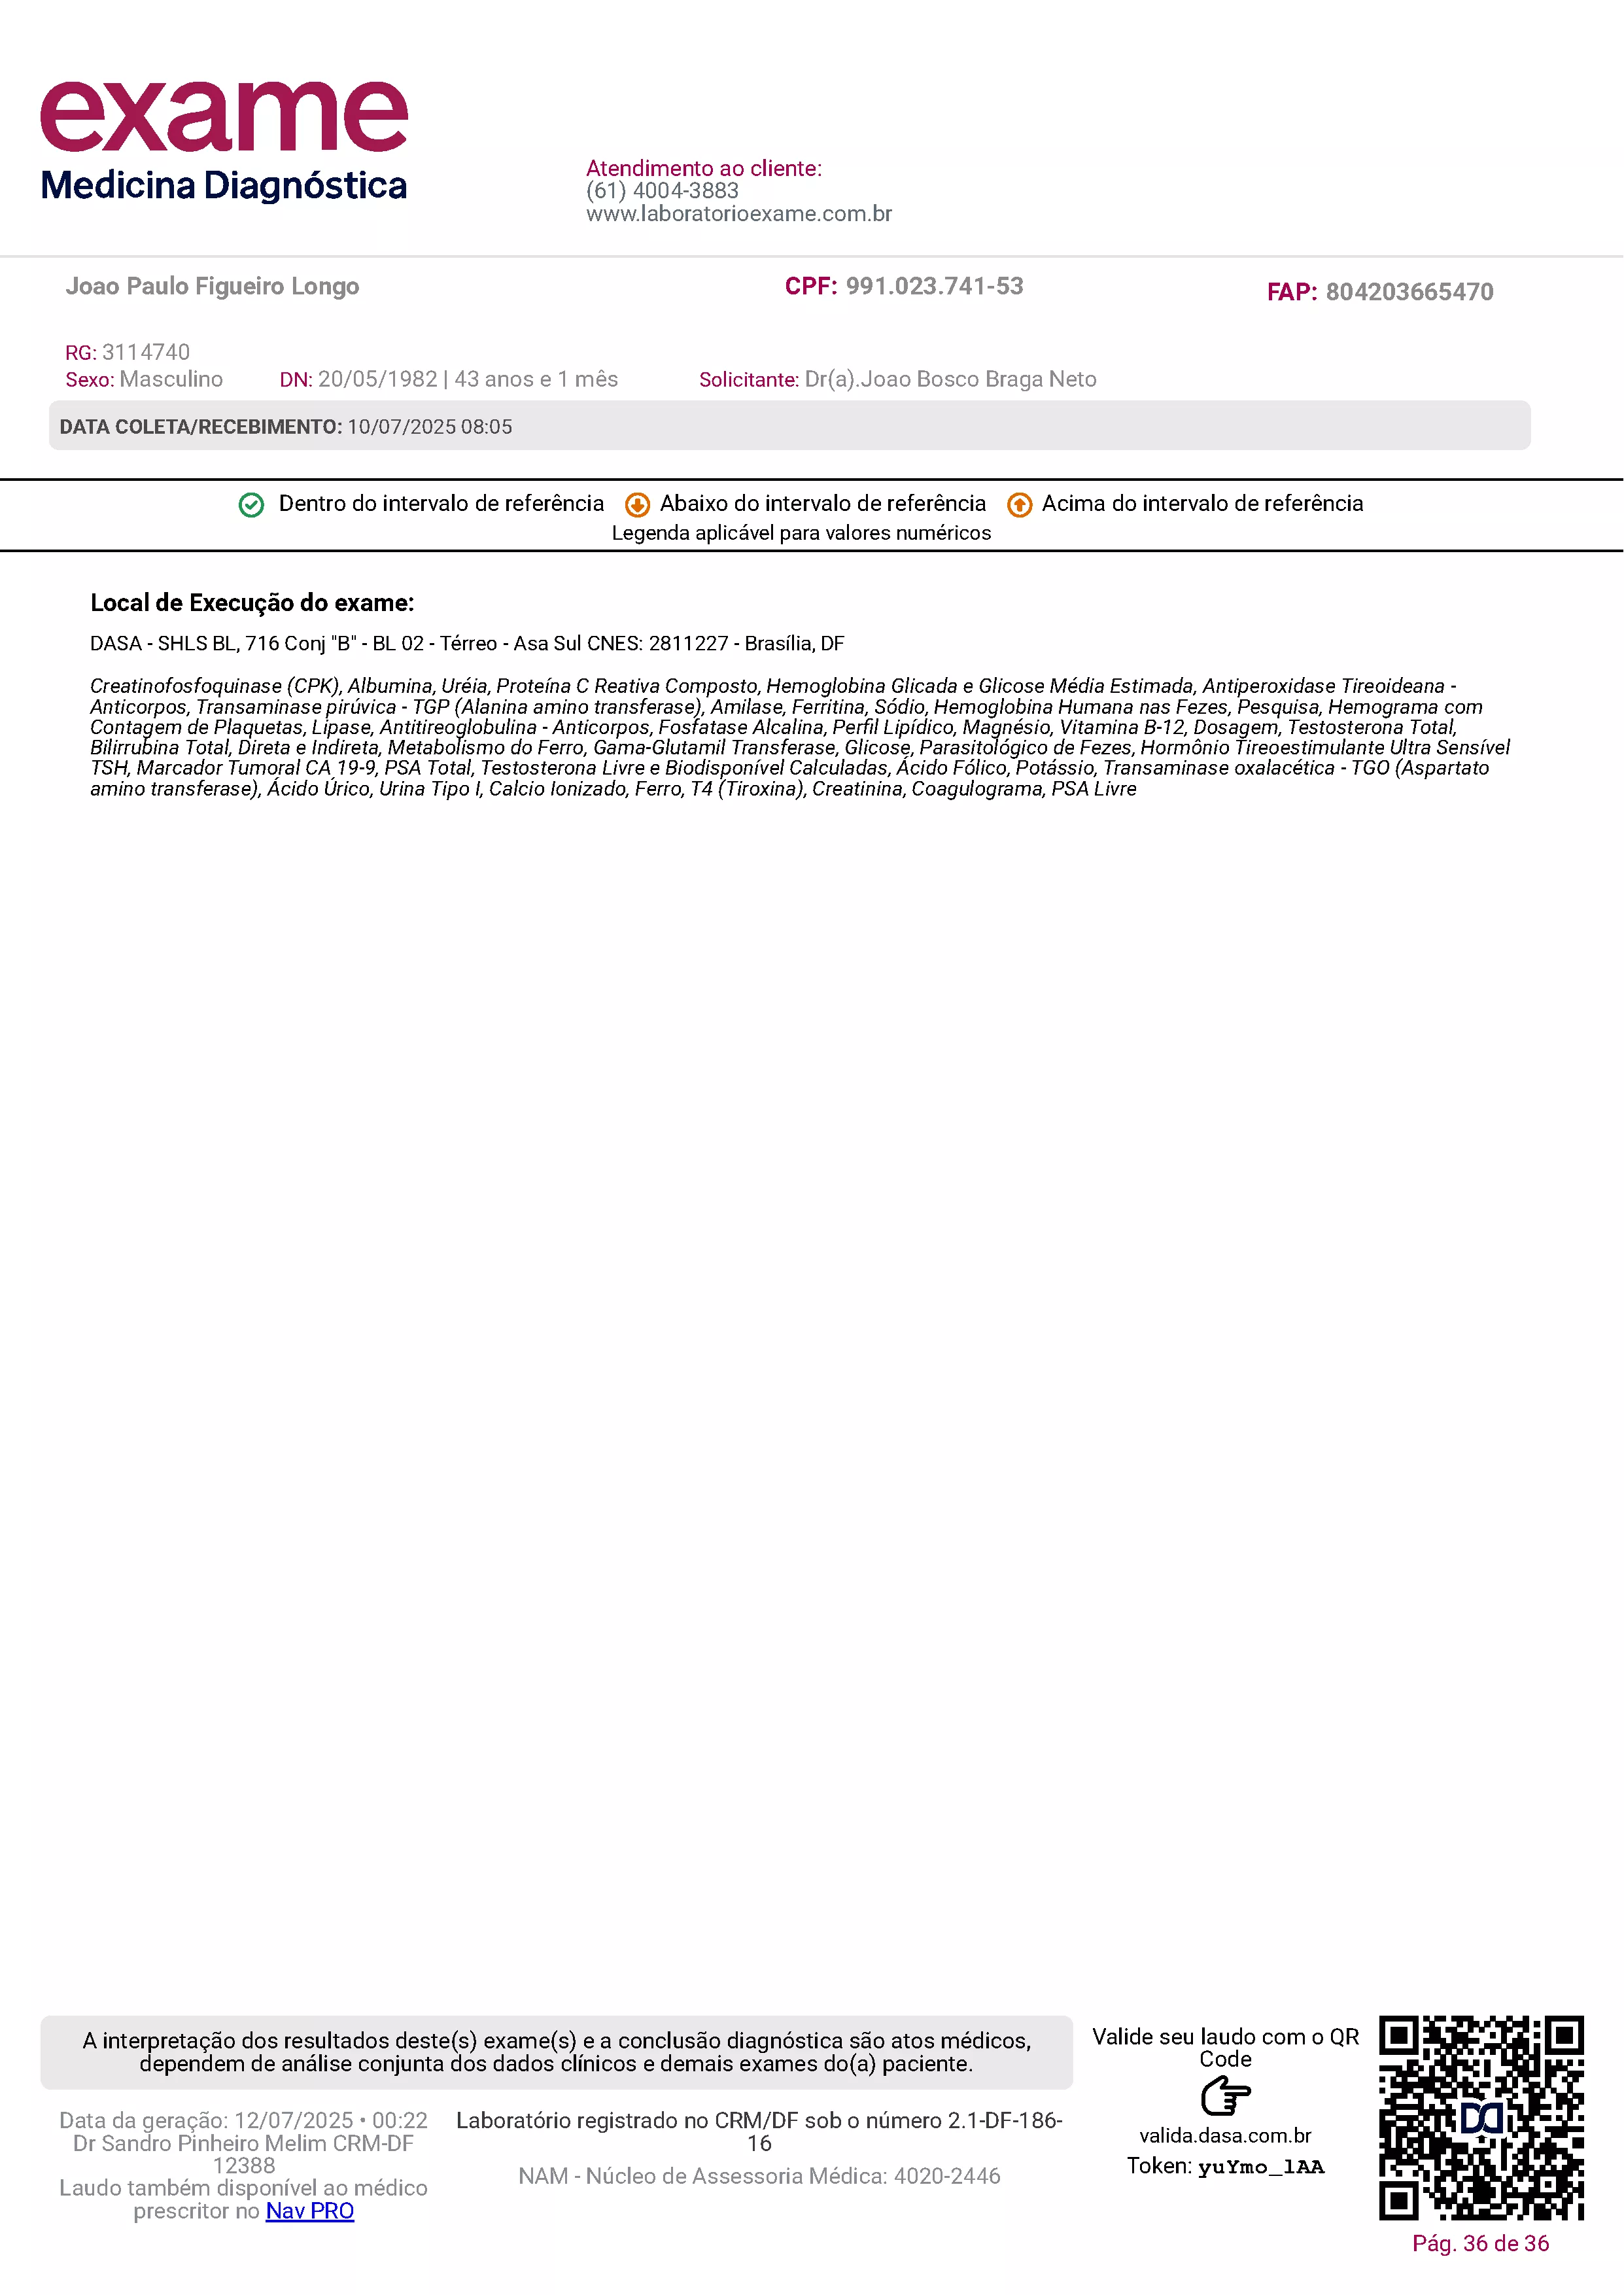 exame
Medicina Diagnóstica
Atendimento ao cliente:
(61) 4004-3883
www.laboratorioexame.com.br
Joao Paulo Figueiro Longo CPF: 991.023.741-53 FAP: 804203665470
RG: 3114740
Sexo: Masculino DN: 20/05/1982 | 43 anos e 1 mês Solicitante: Dr(a).Joao Bosco Braga Neto
DATA COLETA/RECEBIMENTO: 10/07/2025 08:05
Dentro do intervalo de referência Abaixo do intervalo de referência Acima do intervalo de referência
Legenda aplicável para valores numéricos
Local de Execução do exame:
DASA - SHLS BL, 716 Conj "B" - BL 02 - Térreo - Asa Sul CNES: 2811227 - Brasília, DF
Creatinofosfoquinase (CPK), Albumina, Uréia, Proteína C Reativa Composto, Hemoglobina Glicada e Glicose Média Estimada, Antiperoxidase Tireoideana -
Anticorpos, Transaminase pirúvica - TGP (Alanina amino transferase), Amilase, Ferritina, Sódio, Hemoglobina Humana nas Fezes, Pesquisa, Hemograma com
Contagem de Plaquetas, Lipase, Antitireoglobulina - Anticorpos, Fosfatase Alcalina, Perfil Lipídico, Magnésio, Vitamina B-12, Dosagem, Testosterona Total,
Bilirrubina Total, Direta e Indireta, Metabolismo do Ferro, Gama-Glutamil Transferase, Glicose, Parasitológico de Fezes, Hormônio Tireoestimulante Ultra Sensível
TSH, Marcador Tumoral CA 19-9, PSA Total, Testosterona Livre e Biodisponível Calculadas, Ácido Fólico, Potássio, Transaminase oxalacética - TGO (Aspartato
amino transferase), Ácido Úrico, Urina Tipo I, Calcio Ionizado, Ferro, T4 (Tiroxina), Creatinina, Coagulograma, PSA Livre
A interpretação dos resultados deste(s) exame(s) e a conclusão diagnóstica são atos médicos,
dependem de análise conjunta dos dados clínicos e demais exames do(a) paciente.
Data da geração: 12/07/2025 • 00:22
Dr Sandro Pinheiro Melim CRM-DF
12388
Laudo também disponível ao médico
prescritor no Nav PRO
Laboratório registrado no CRM/DF sob o número 2.1-DF-186-
16
NAM - Núcleo de Assessoria Médica: 4020-2446
Valide seu laudo com o QR
Code
valida.dasa.com.br
Token: yuYmo_lAA
Pág. 36 de 36